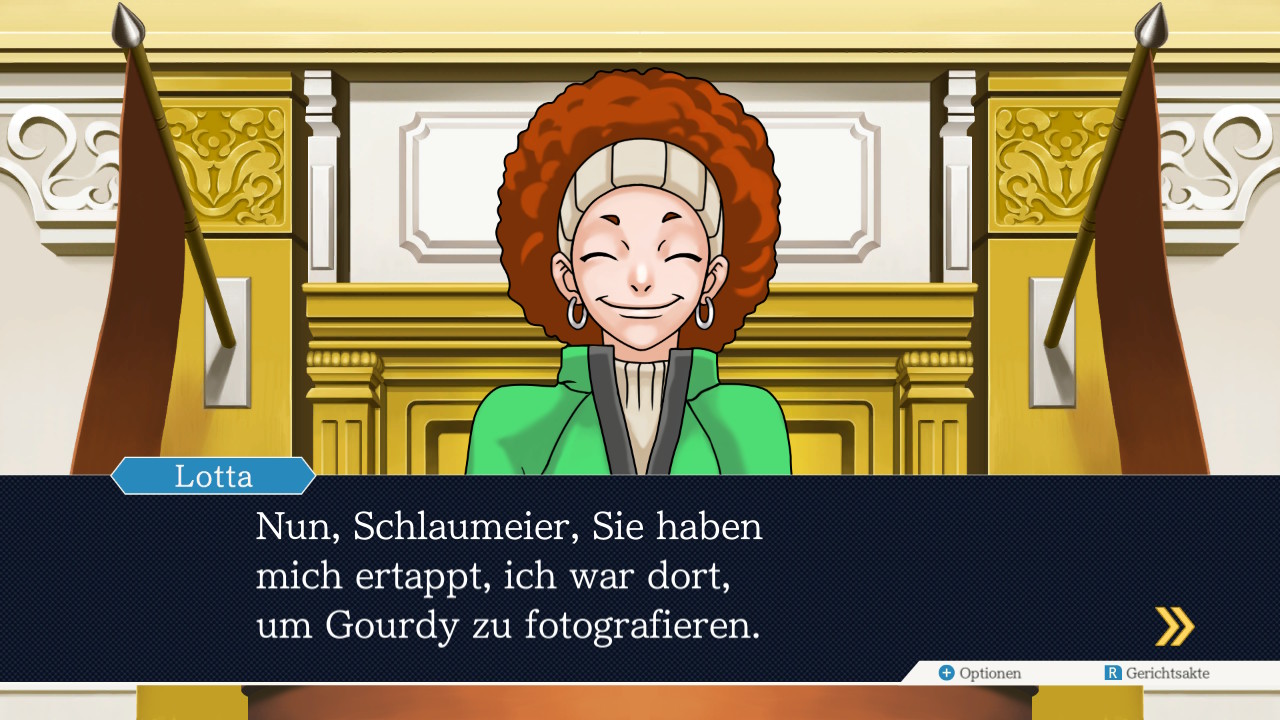 Lotta
Nun, Schlaumeier, Sie haben
mich ertappt, ich war dort,
um Gourdy zu fotografieren.
+ Optionen
R Gerichtsakte